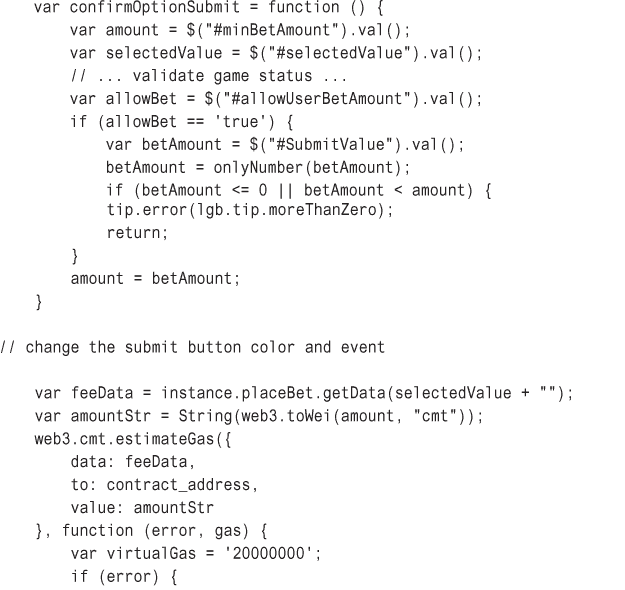 var confirmOptionSubmit = function () {
var amount = $("#minBetAmount").val();
var selectedValue = $("#selectedValue").val();
// ... validate game status ...
var allowBet = $("#allowUserBetAmount").val();
if (allowBet == 'true') {
var betAmount = $("#SubmitValue").val();
betAmount = onlyNumber(betAmount);
if (betAmount <= 0 || betAmount < amount) {
tip.error(lgb.tip.moreThanZero);
return;
}
amount = betAmount;
}
// change the submit button color and event
var feeData = instance.placeBet.getData(selectedValue + "");
var amountStr = String(web3.toWei(amount, "cmt"));
web3.cmt.estimateGas({
data: feeData,
to: contract_address,
value: amountStr
}, function (error, gas) {
var virtualGas = '20000000';
if (error) {